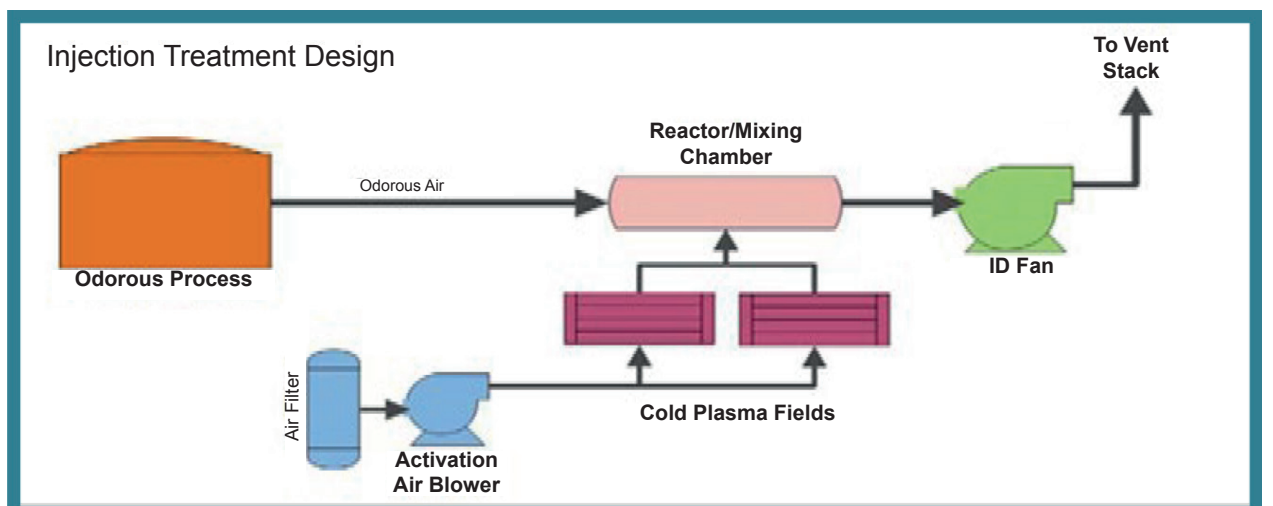 Injection Treatment Design
To Vent
Stack
Reactor/Mixing
Chamber
Odorous Air
Odorous Process
ID Fan
Air Filter
Cold Plasma Fields
Activation
Air Blower